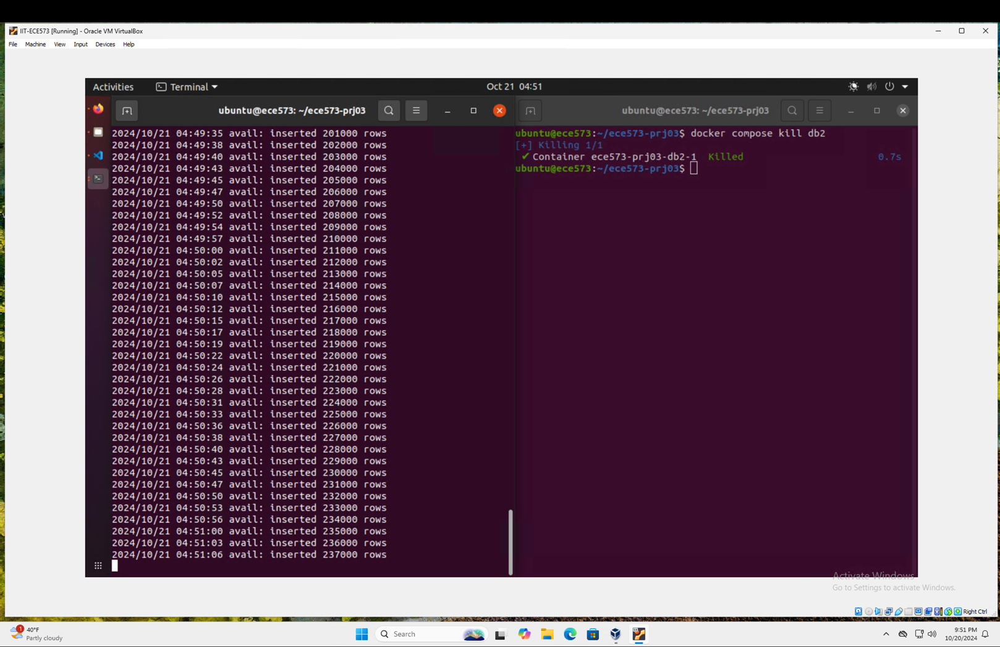 IIT-ECE573 [Running] - Oracle VM VirtualBox
File Machine View Input Devices Help
Activities Terminal Oct 21 04:51
ubuntu@ece573: ~/ece573-prj03
2024/10/21 04:49:35 avail: inserted 201000 rows
2024/10/21 04:49:38 avail: inserted 202000 rows
2024/10/21 04:49:40 avail: inserted 203000 rows
2024/10/21 04:49:43 avail: inserted 204000 rows
2024/10/21 04:49:45 avail: inserted 205000 rows
2024/10/21 04:49:47 avail: inserted 206000 rows
2024/10/21 04:49:50 avail: inserted 207000 rows
2024/10/21 04:49:52 avail: inserted 208000 rows
2024/10/21 04:49:54 avail: inserted 209000 rows
2024/10/21 04:49:57 avail: inserted 210000 rows
2024/10/21 04:50:00 avail: inserted 211000 rows
2024/10/21 04:50:02 avail: inserted 212000 rows
2024/10/21 04:50:05 avail: inserted 213000 rows
2024/10/21 04:50:07 avail: inserted 214000 rows
2024/10/21 04:50:10 avail: inserted 215000 rows
2024/10/21 04:50:12 avail: inserted 216000 rows
2024/10/21 04:50:15 avail: inserted 217000 rows
2024/10/21 04:50:17 avail: inserted 218000 rows
2024/10/21 04:50:19 avail: inserted 219000 rows
2024/10/21 04:50:22 avail: inserted 220000 rows
2024/10/21 04:50:24 avail: inserted 221000 rows
2024/10/21 04:50:26 avail: inserted 222000 rows
2024/10/21 04:50:28 avail: inserted 223000 rows
2024/10/21 04:50:31 avail: inserted 224000 rows
2024/10/21 04:50:33 avail: inserted 225000 rows
2024/10/21 04:50:36 avail: inserted 226000 rows
2024/10/21 04:50:38 avail: inserted 227000 rows
2024/10/21 04:50:40 avail: inserted 228000 rows
2024/10/21 04:50:43 avail: inserted 229000 rows
2024/10/21 04:50:45 avail: inserted 230000 rows
2024/10/21 04:50:47 avail: inserted 231000 rows
2024/10/21 04:50:50 avail: inserted 232000 rows
2024/10/21 04:50:53 avail: inserted 233000 rows
2024/10/21 04:50:56 avail: inserted 234000 rows
2024/10/21 04:51:00 avail: inserted 235000 rows
2024/10/21 04:51:03 avail: inserted 236000 rows
2024/10/21 04:51:06 avail: inserted 237000 rows
ubuntu@ece573: ~/ece573-prj03
ubuntu@ece573:~/ece573-prj03$ docker compose kill db2
[+] Killing 1/1
✔ Container ece573-prj03-db2-1 Killed 0.7s
ubuntu@ece573:~/ece573-prj03$
Activate Windows
Go to Settings to activate Windows.
Right Ctrl
1
40°F
Partly cloudy
Search
9:51 PM
10/20/2024